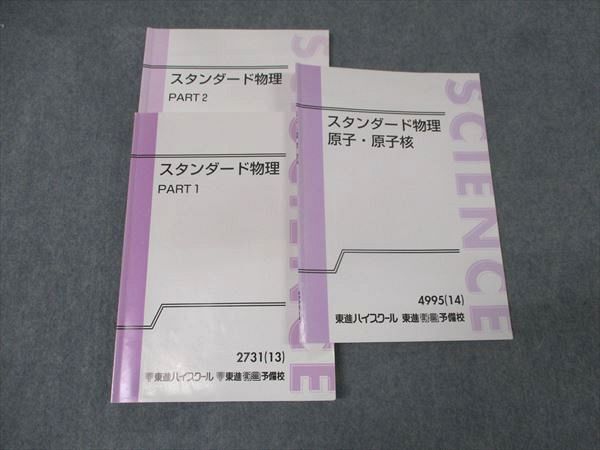 スタンダード物理
PART 2
SCIENCE
スタンダード物理
PART 1
2731(13)
東進ハイスクール 東進衛星予備校
SCIENCE
スタンダード物理
原子・原子核
4995(14)
東進ハイスクール 東進衛星予備校
SCIENCE